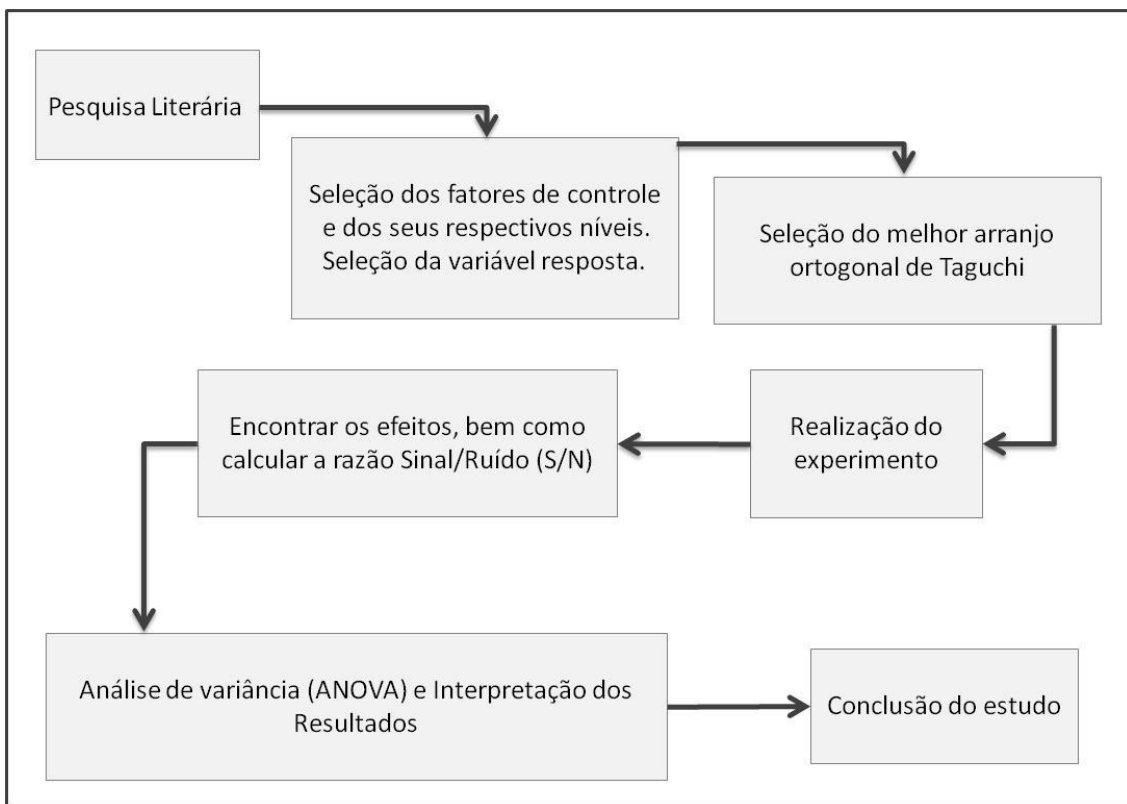 Pesquisa Literária
Seleção dos fatores de controle
e dos seus respectivos níveis.
Seleção da variável resposta.
Seleção do melhor arranjo
ortogonal de Taguchi
Realização do
experimento
Encontrar os efeitos, bem como
calcular a razão Sinal/Ruído (S/N)
Análise de variância (ANOVA) e Interpretação dos
Resultados
Conclusão do estudo